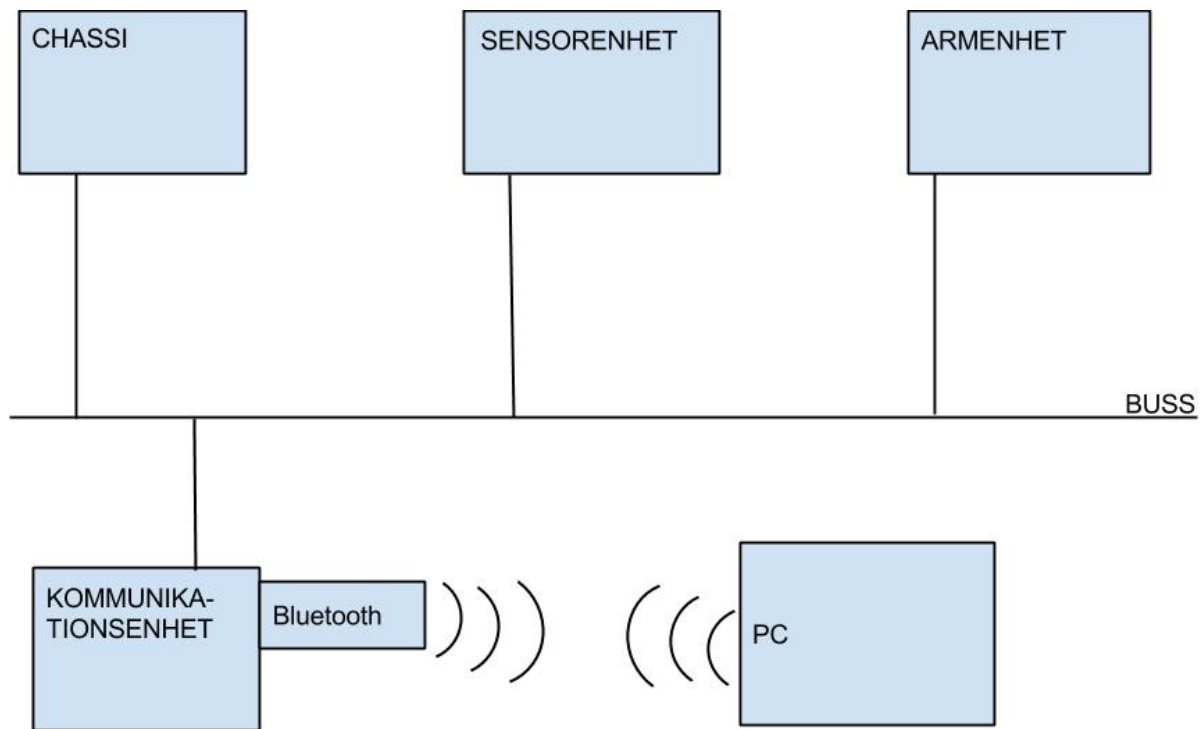 CHASSI
SENSORENHET
ARMENHET
BUSS
KOMMUNIKA-
TIONSENHET
Bluetooth
PC